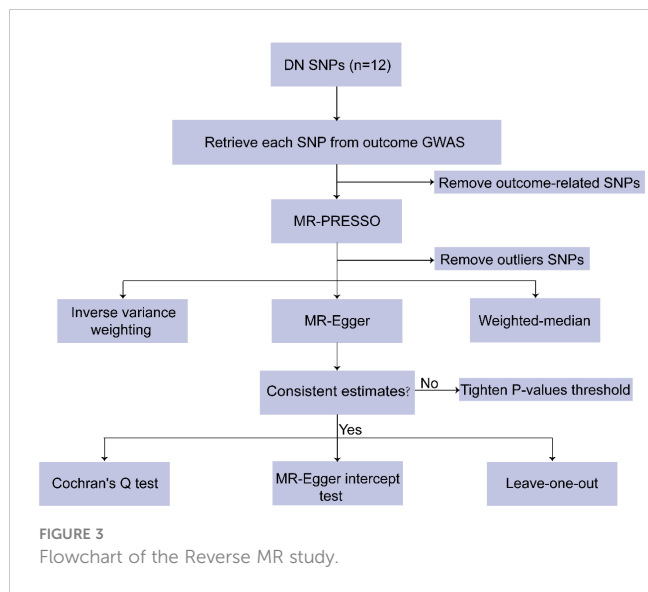 DN SNPs (n=12)
Retrieve each SNP from outcome GWAS
Remove outcome-related SNPs
MR-PRESSO
Remove outliers SNPs
Inverse variance
weighting
MR-Egger
Weighted-median
Consistent estimates?
No
Tighten P-values threshold
Yes
Cochran's Q test
MR-Egger intercept
test
Leave-one-out
FIGURE 3
Flowchart of the Reverse MR study.